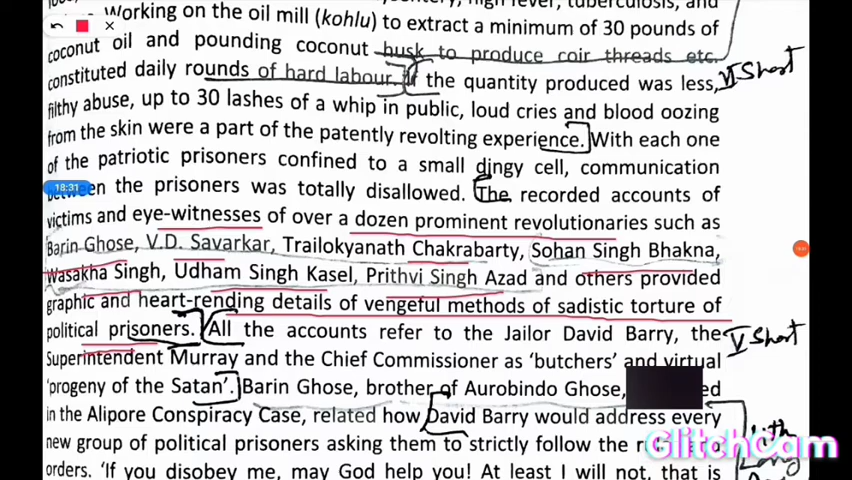 Working on the oil mill (kohlu) to extract a minimum of 30 pounds of
coconut oil and pounding coconut husk to produce coir threads etc.
constituted daily rounds of hard labour. If the quantity produced was less, VI Short
filthy abuse, up to 30 lashes of a whip in public, loud cries and blood oozing
from the skin were a part of the patently revolting experience. With each one
of the patriotic prisoners confined to a small dingy cell, communication
18:31
the prisoners was totally disallowed. The recorded accounts of
victims and eye-witnesses of over a dozen prominent revolutionaries such as
Barin Ghose, V.D. Savarkar, Trailokyanath Chakrabarty, Sohan Singh Bhakna,
Wasakha Singh, Udham Singh Kasel, Prithvi Singh Azad and others provided
graphic and heart-rending details of vengeful methods of sadistic torture of
political prisoners. All the accounts refer to the Jailor David Barry, the V Short
Superintendent Murray and the Chief Commissioner as ‘butchers’ and virtual
‘progeny of the Satan’. Barin Ghose, brother of Aurobindo Ghose,
in the Alipore Conspiracy Case, related how David Barry would address every
new group of political prisoners asking them to strictly follow the
GlitchCam
orders. ‘If you disobey me, may God help you! At least I will not, that is
Long